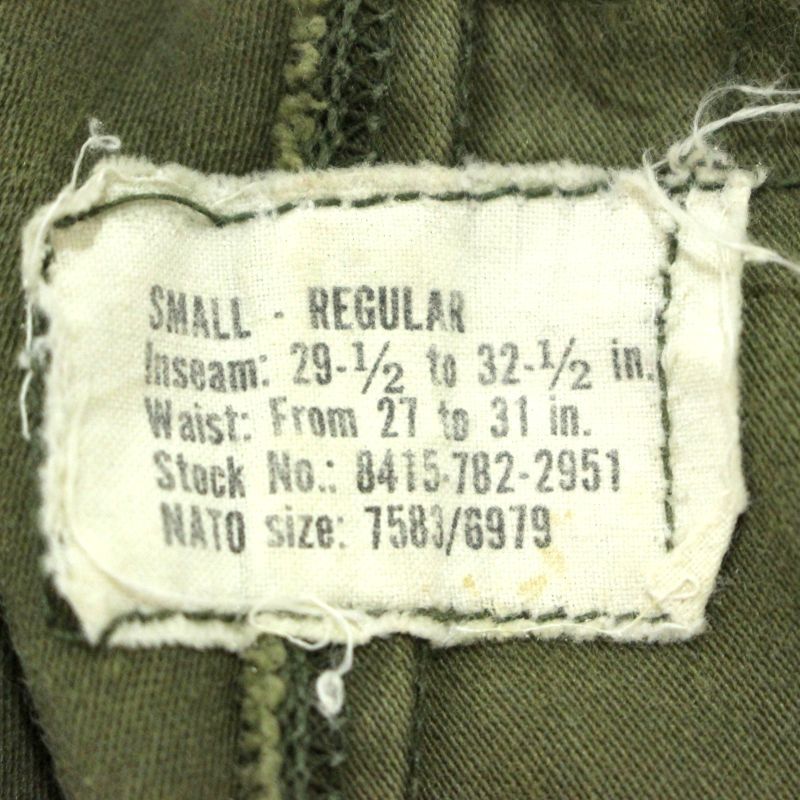 SMALL - REGULAR
Inseam: 29-1/2 to 32-1/2 in.
Waist: From 27 to 31 in.
Stock No.: 8415-782-2951
NATO size: 7583/6979